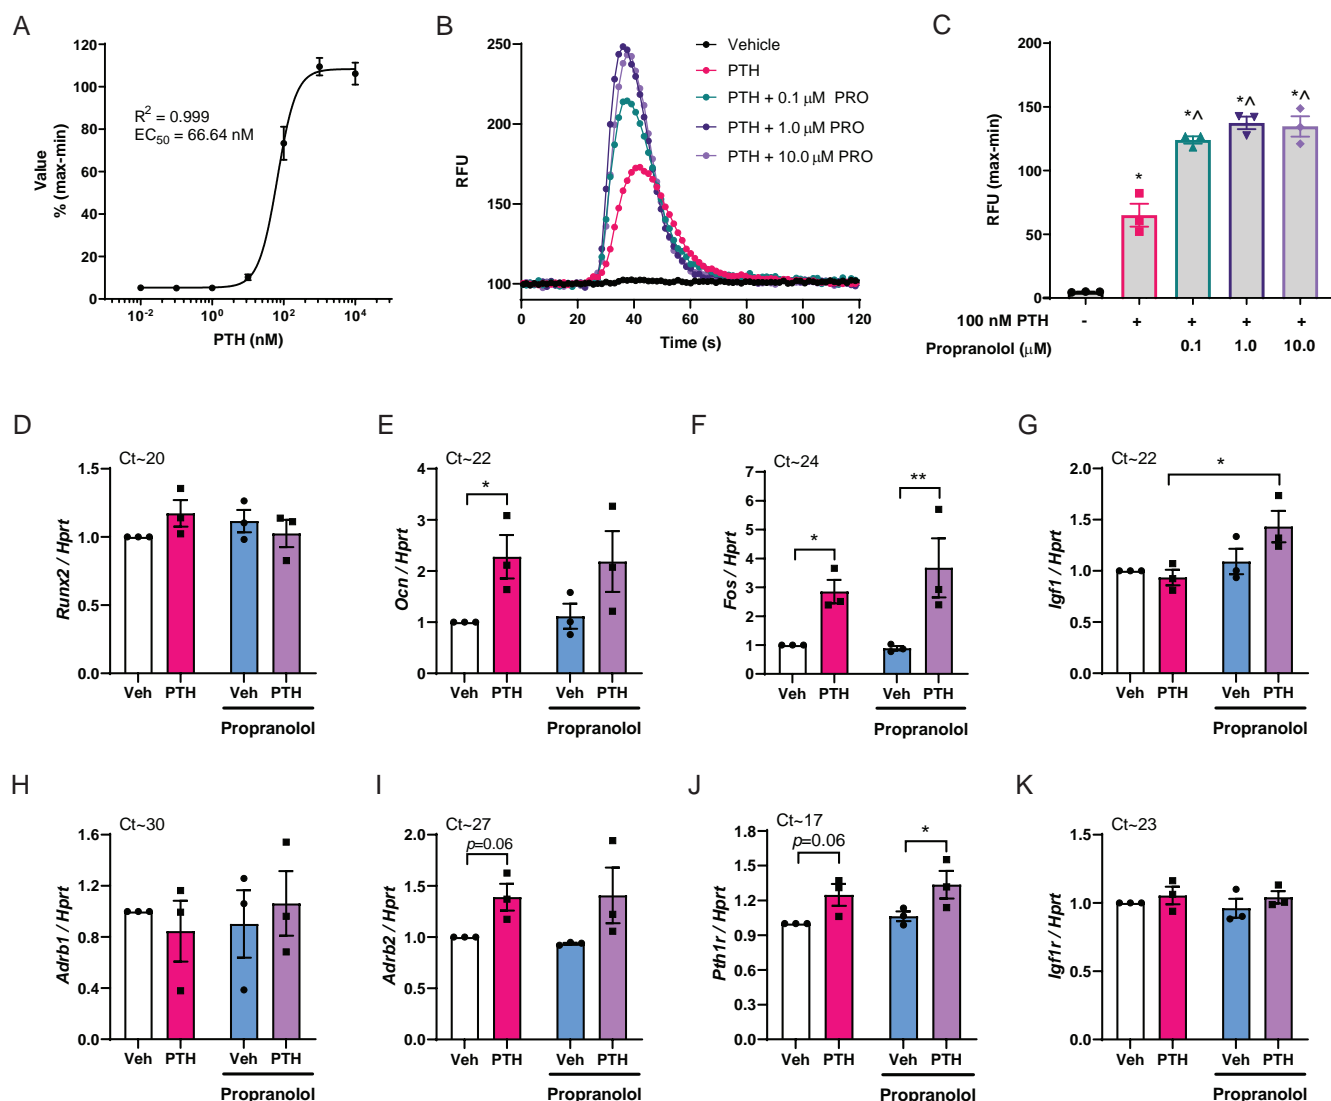 A
120
100
80
60
40
20
0
Value
% (max-min)
R² = 0.999
EC₅₀ = 66.64 nM
10⁻² 10⁰ 10² 10⁴
PTH (nM)
B
250
200
150
100
RFU
0 20 40 60 80 100 120
Time (s)
Vehicle
PTH
PTH + 0.1 μM PRO
PTH + 1.0 μM PRO
PTH + 10.0 μM PRO
C
200
150
100
50
0
RFU (max-min)
* *^ *^ *^
100 nM PTH - + + + +
Propranolol (μM) 0.1 1.0 10.0
D
Ct~20
1.5
1.0
0.5
0.0
Runx2 / Hprt
Veh PTH Veh PTH
Propranolol
E
Ct~22
4
3
2
1
0
Ocn / Hprt
*
Veh PTH Veh PTH
Propranolol
F
Ct~24
7
6
5
4
3
2
1
0
Fos / Hprt
*
**
Veh PTH Veh PTH
Propranolol
G
Ct~22
2.0
1.5
1.0
0.5
0.0
Igf1 / Hprt
*
Veh PTH Veh PTH
Propranolol
H
Ct~30
1.6
1.2
0.8
0.4
0.0
Adrb1 / Hprt
Veh PTH Veh PTH
Propranolol
I
Ct~27
2.0
1.5
1.0
0.5
0.0
Adrb2 / Hprt
p=0.06
Veh PTH Veh PTH
Propranolol
J
Ct~17
1.8
1.5
1.2
0.9
0.6
0.3
0.0
Pth1r / Hprt
p=0.06
*
Veh PTH Veh PTH
Propranolol
K
Ct~23
1.5
1.0
0.5
0.0
Igf1r / Hprt
Veh PTH Veh PTH
Propranolol